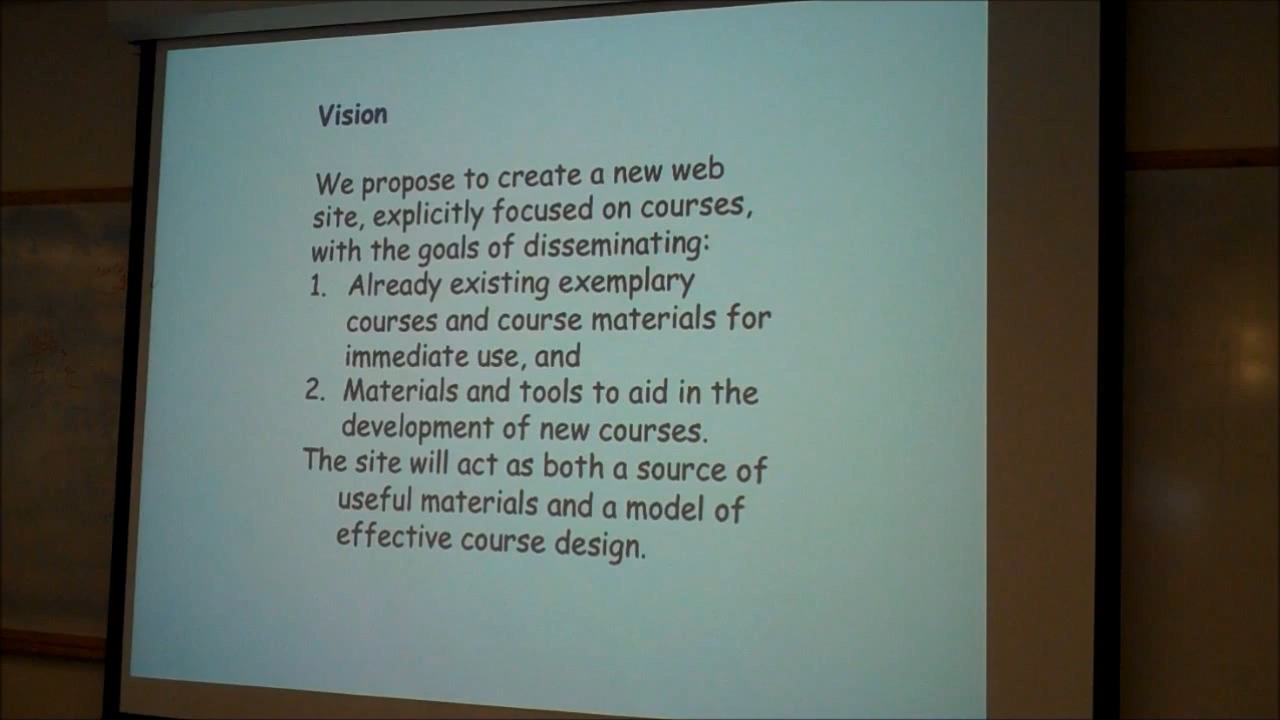 Vision
We propose to create a new web
site, explicitly focused on courses,
with the goals of disseminating:
1. Already existing exemplary
courses and course materials for
immediate use, and
2. Materials and tools to aid in the
development of new courses.
The site will act as both a source of
useful materials and a model of
effective course design.